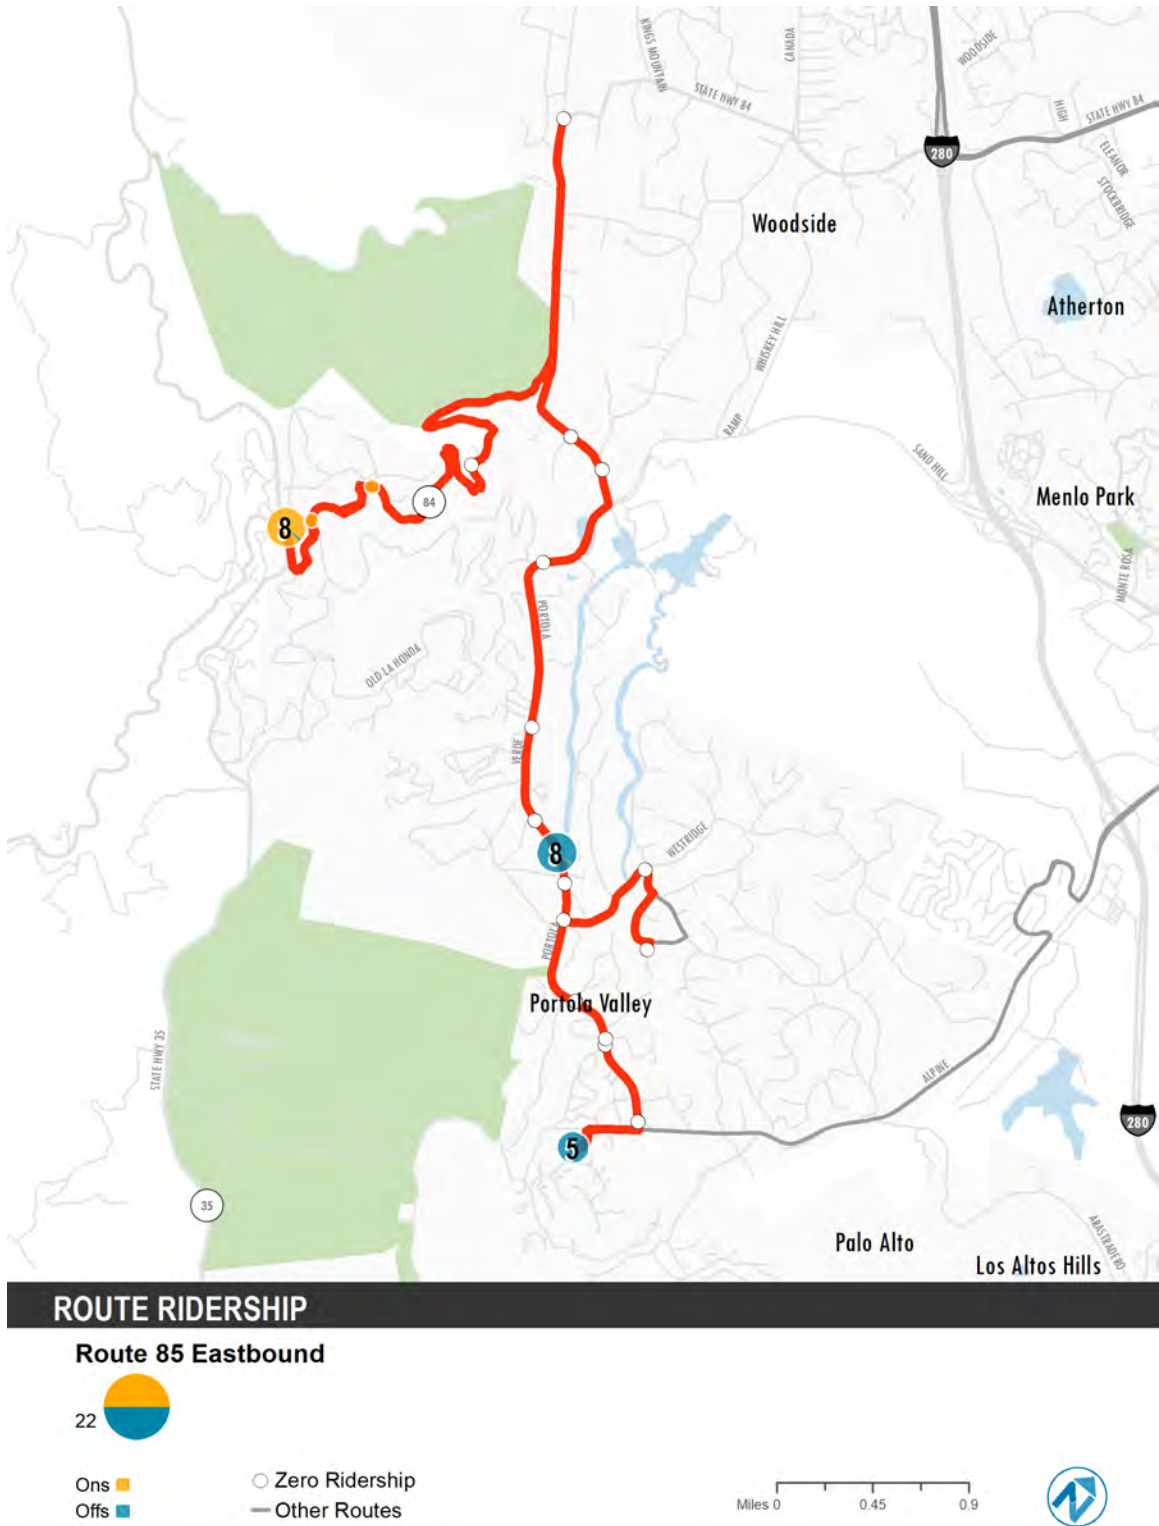 KINGS MOUNTAIN
CANADA
WOODSIDE
STATE HWY 84
HIGH
STATE HWY 84
280
ELEANOR
STOCKBRIDGE
Woodside
Atherton
WHISKEY HILL
RAMP
SAND HILL
84
Menlo Park
8
MONTE ROSA
PORTOLA
OLD LA HONDA
VERDE
WESTRIDGE
8
PORTOLA
Portola Valley
STATE HWY 35
ALPINE
280
5
35
Palo Alto
ARASTRADERO
Los Altos Hills
ROUTE RIDERSHIP
Route 85 Eastbound
22
Ons
Zero Ridership
Offs
Other Routes
Miles 0 0.45 0.9